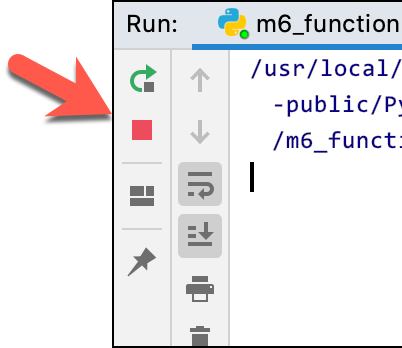 Run: m6_function
/usr/local/
-public/Py
/m6_functi